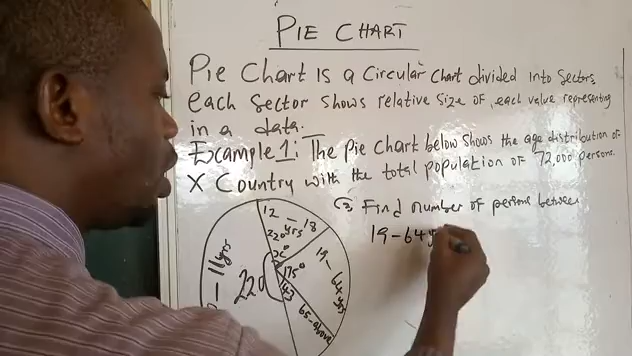 PIE CHART
Pie Chart Is a Circular Chart divided Into Sectors,
each Sector Shows relative Size of each value representing
in a data.
Example 1: The Pie Chart below Shows the age distribution of
X Country with the total population of 72,000 persons.
Find number of persons between
19-64y
12 - 18
yrs
220
x°
19 - 64 yrs
175°
43
65-above
- 11yrs